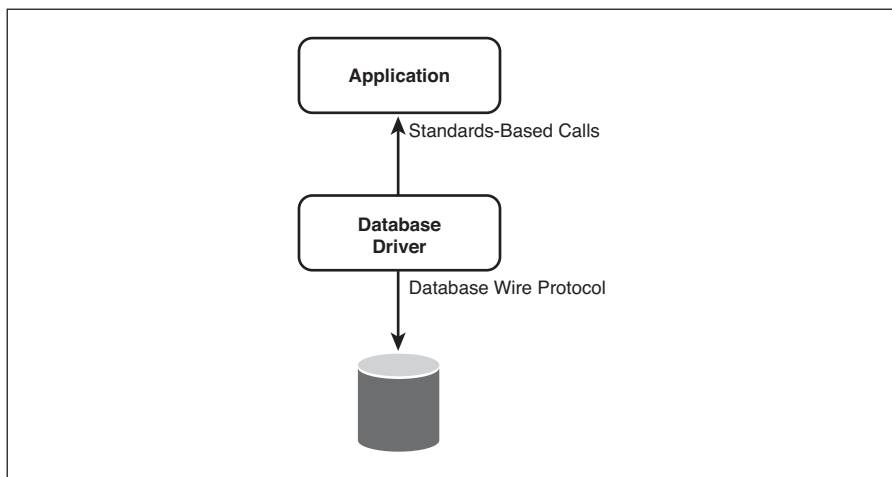 Application
Standards-Based Calls
Database
Driver
Database Wire Protocol